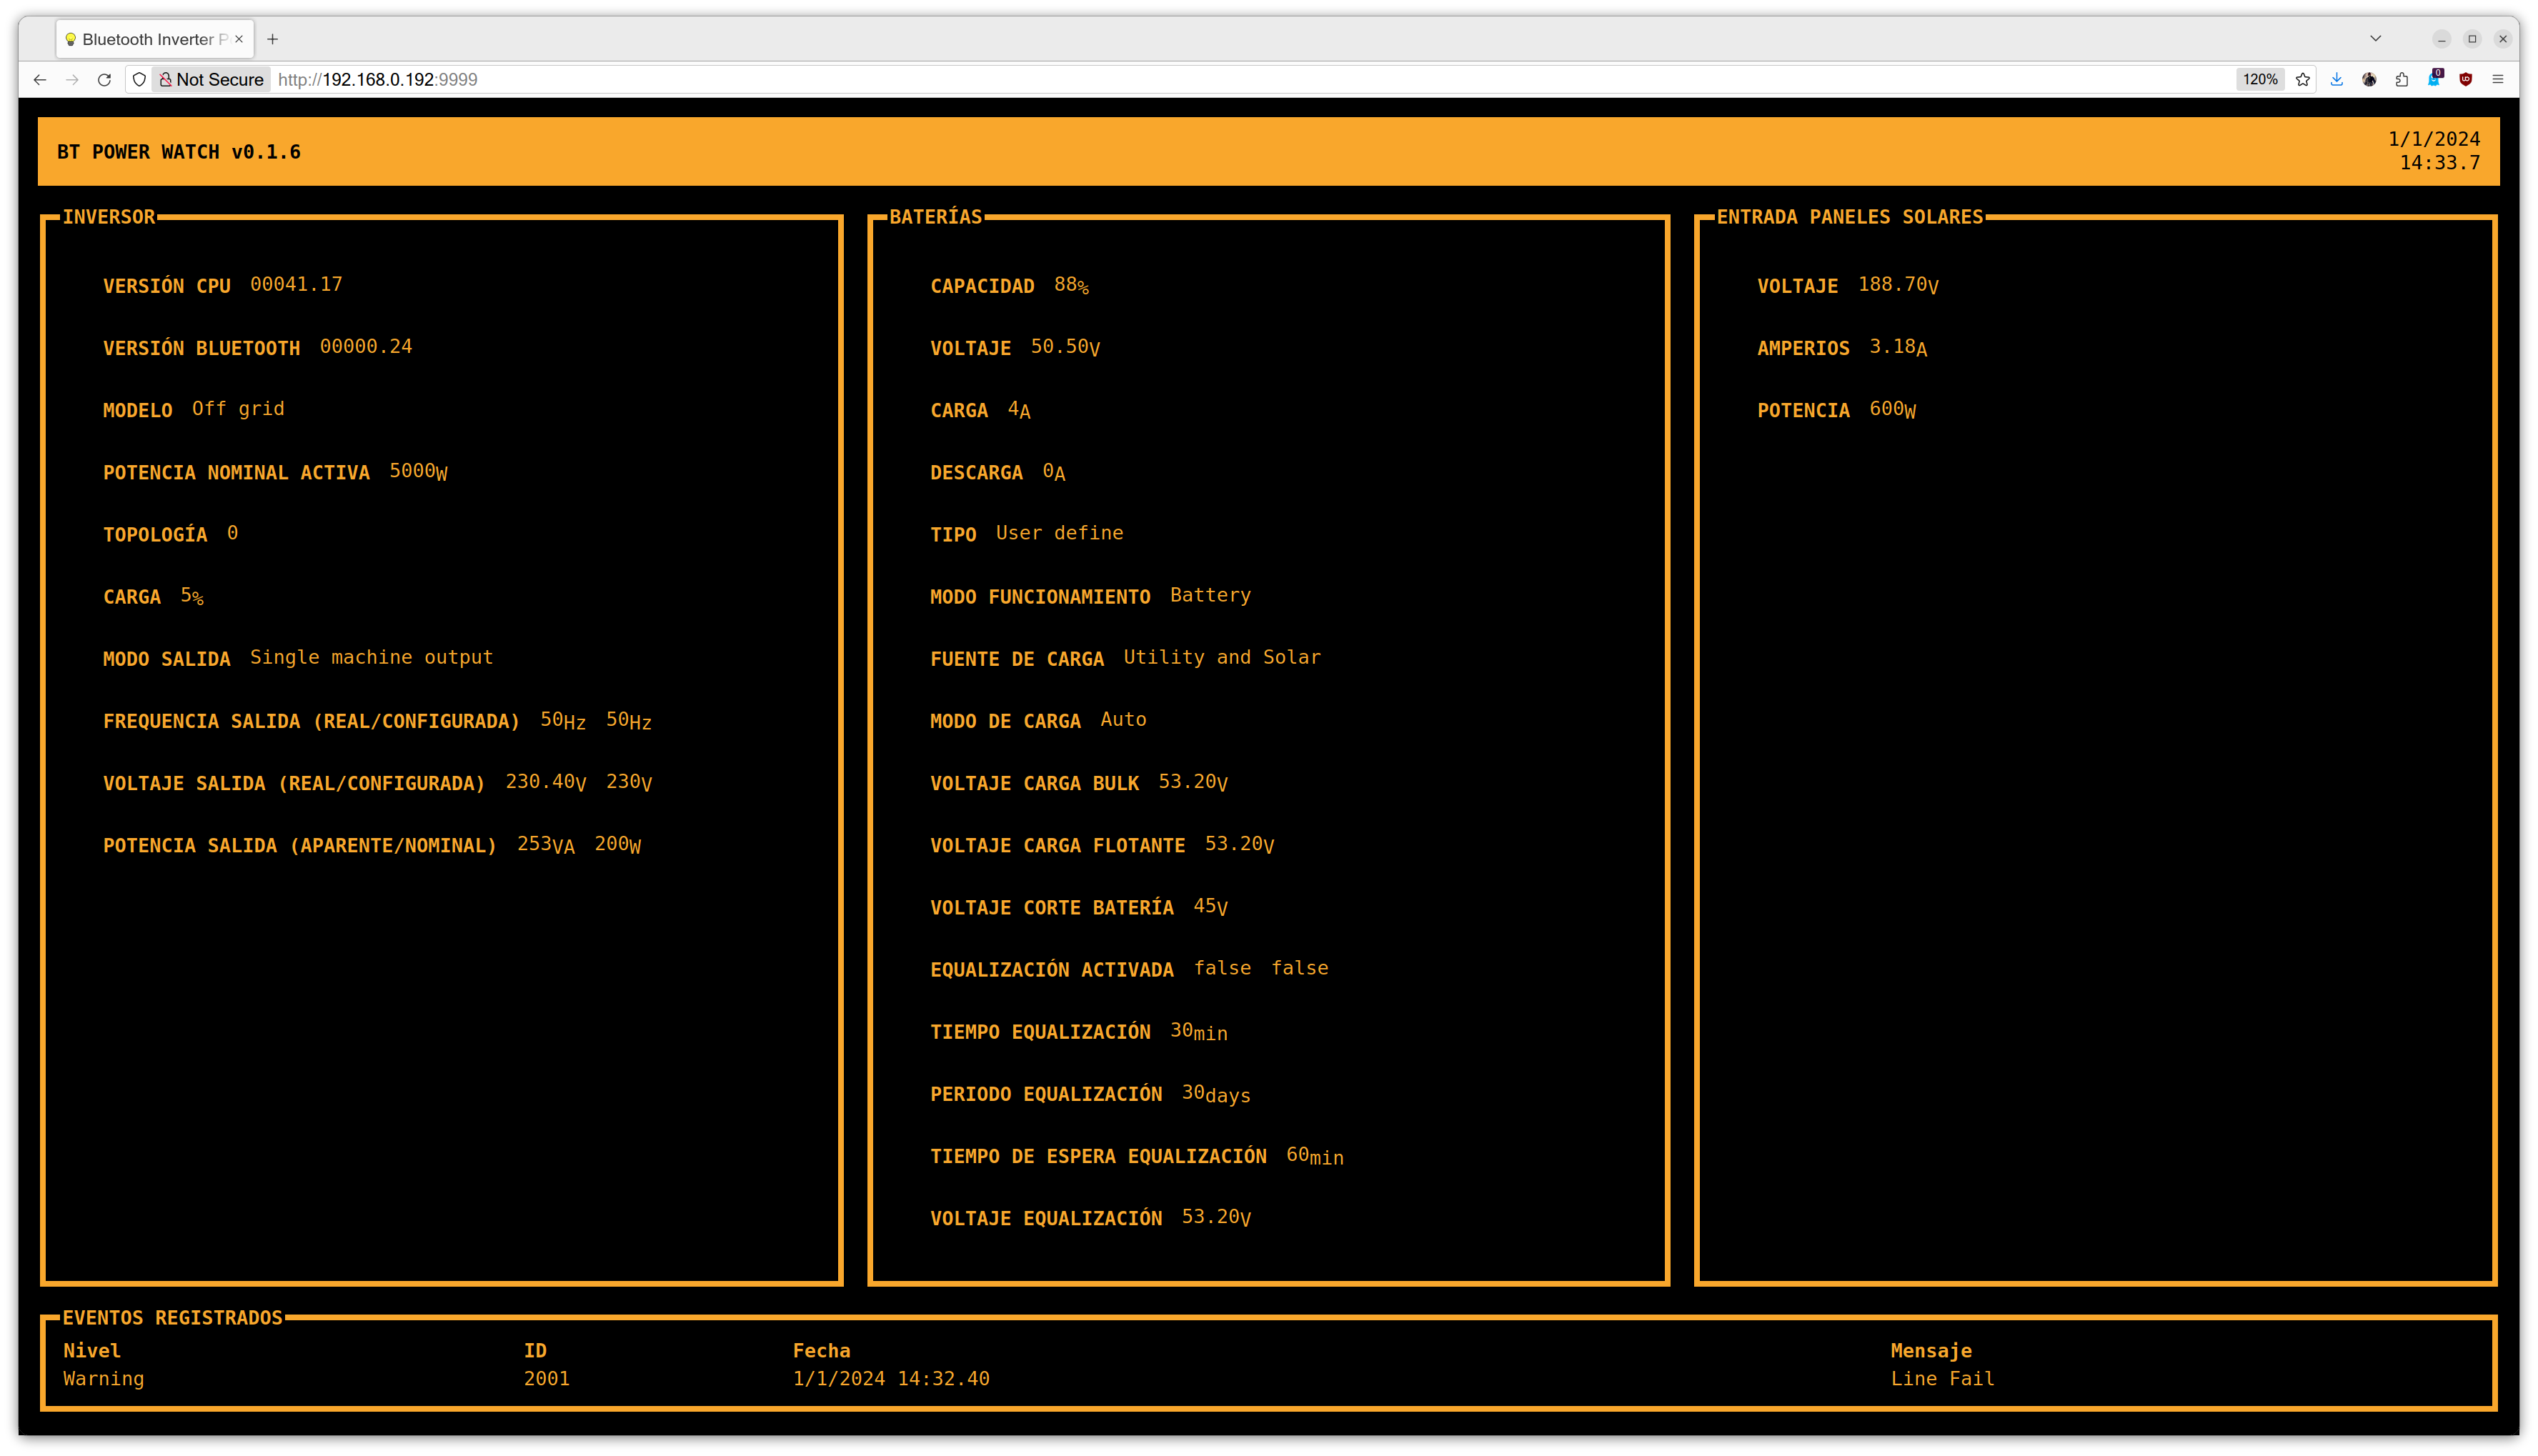 Bluetooth Inverter P
Not Secure http://192.168.0.192:9999
120%
0
BT POWER WATCH v0.1.6
1/1/2024
14:33.7
INVERSOR
VERSIÓN CPU 00041.17
VERSIÓN BLUETOOTH 00000.24
MODELO Off grid
POTENCIA NOMINAL ACTIVA 5000W
TOPOLOGÍA 0
CARGA 5%
MODO SALIDA Single machine output
FREQUENCIA SALIDA (REAL/CONFIGURADA) 50Hz 50Hz
VOLTAJE SALIDA (REAL/CONFIGURADA) 230.40V 230V
POTENCIA SALIDA (APARENTE/NOMINAL) 253VA 200W
BATERÍAS
CAPACIDAD 88%
VOLTAJE 50.50V
CARGA 4A
DESCARGA 0A
TIPO User define
MODO FUNCIONAMIENTO Battery
FUENTE DE CARGA Utility and Solar
MODO DE CARGA Auto
VOLTAJE CARGA BULK 53.20V
VOLTAJE CARGA FLOTANTE 53.20V
VOLTAJE CORTE BATERÍA 45V
EQUALIZACIÓN ACTIVADA false false
TIEMPO EQUALIZACIÓN 30min
PERIODO EQUALIZACIÓN 30days
TIEMPO DE ESPERA EQUALIZACIÓN 60min
VOLTAJE EQUALIZACIÓN 53.20V
ENTRADA PANELES SOLARES
VOLTAJE 188.70V
AMPERIOS 3.18A
POTENCIA 600W
EVENTOS REGISTRADOS
Nivel ID Fecha Mensaje
Warning 2001 1/1/2024 14:32.40 Line Fail